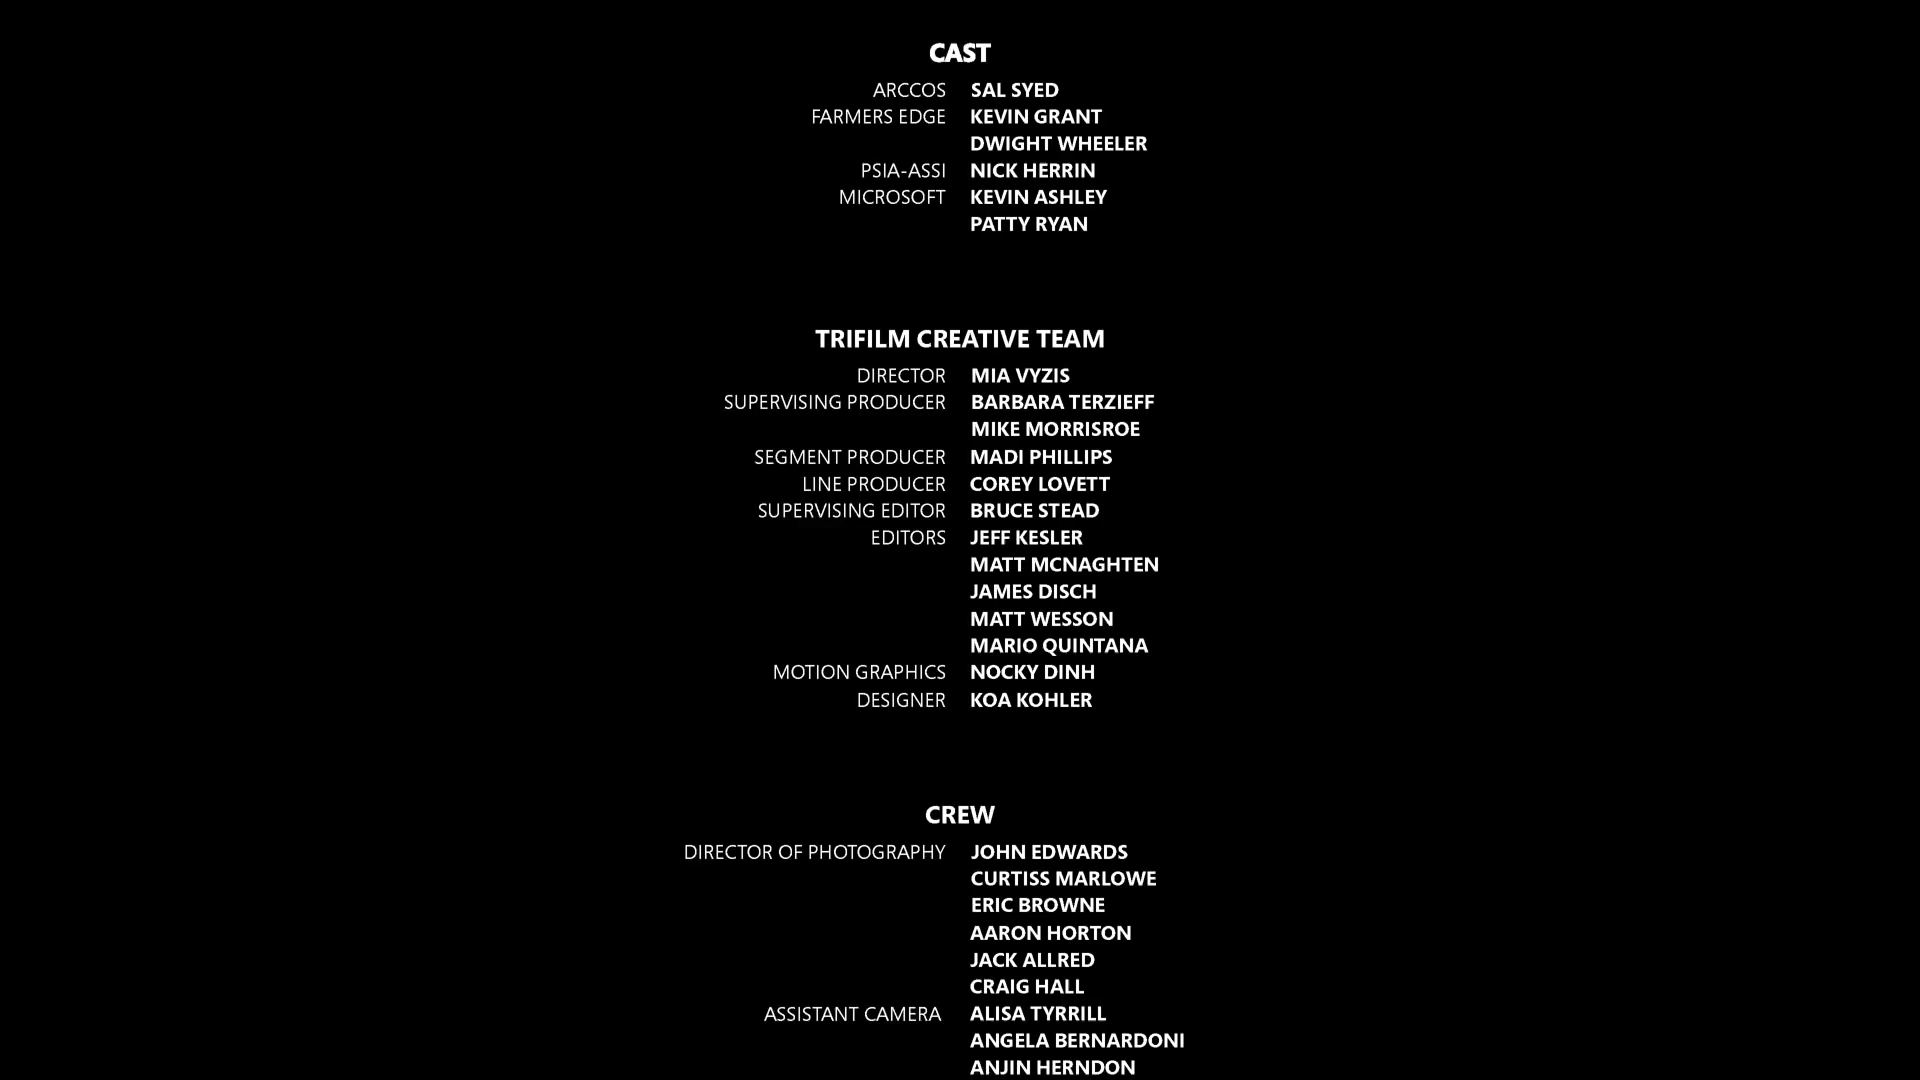 CAST
ARCCOS SAL SYED
FARMERS EDGE KEVIN GRANT
DWIGHT WHEELER
PSIA-ASSI NICK HERRIN
MICROSOFT KEVIN ASHLEY
PATTY RYAN
TRIFILM CREATIVE TEAM
DIRECTOR MIA VYZIS
SUPERVISING PRODUCER BARBARA TERZIEFF
MIKE MORRISROE
SEGMENT PRODUCER MADI PHILLIPS
LINE PRODUCER COREY LOVETT
SUPERVISING EDITOR BRUCE STEAD
EDITORS JEFF KESLER
MATT MCNAGHTEN
JAMES DISCH
MATT WESSON
MARIO QUINTANA
MOTION GRAPHICS NOCKY DINH
DESIGNER KOA KOHLER
CREW
DIRECTOR OF PHOTOGRAPHY JOHN EDWARDS
CURTISS MARLOWE
ERIC BROWNE
AARON HORTON
JACK ALLRED
CRAIG HALL
ASSISTANT CAMERA ALISA TYRRILL
ANGELA BERNARDONI
ANJIN HERNDON